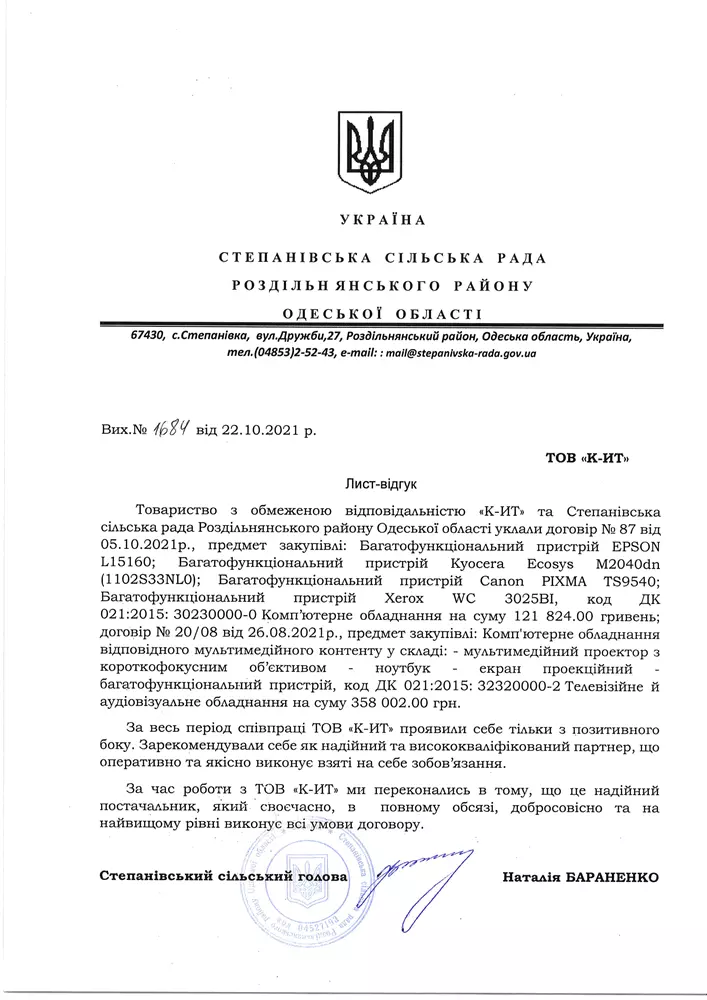 УКРАЇНА
СТЕПАНІВСЬКА СІЛЬСЬКА РАДА
РОЗДІЛЬНЯНСЬКОГО РАЙОНУ
ОДЕСЬКОЇ ОБЛАСТІ
67430, с.Степанівка, вул.Дружби,27, Роздільнянський район, Одеська область, Україна,
тел.(04853)2-52-43, e-mail: : mail@stepanivska-rada.gov.ua
Вих.№ 1684 від 22.10.2021 р.
ТОВ «К-ИТ»
Лист-відгук
Товариство з обмеженою відповідальністю «К-ИТ» та Степанівська
сільська рада Роздільнянського району Одеської області уклали договір № 87 від
05.10.2021р., предмет закупівлі: Багатофункціональний пристрій EPSON
L15160; Багатофункціональний пристрій Kyocera Ecosys M2040dn
(1102S33NL0); Багатофункціональний пристрій Canon PIXMA TS9540;
Багатофункціональний пристрій Xerox WC 3025BI, код ДК
021:2015: 30230000-0 Комп’ютерне обладнання на суму 121 824.00 гривень;
договір № 20/08 від 26.08.2021р., предмет закупівлі: Комп'ютерне обладнання
відповідного мультимедійного контенту у складі: - мультимедійний проектор з
короткофокусним об’єктивом - ноутбук - екран проекційний -
багатофункціональний пристрій, код ДК 021:2015: 32320000-2 Телевізійне й
аудіовізуальне обладнання на суму 358 002.00 грн.
За весь період співпраці ТОВ «К-ИТ» проявили себе тільки з позитивного
боку. Зарекомендували себе як надійний та висококваліфікований партнер, що
оперативно та якісно виконує взяті на себе зобов’язання.
За час роботи з ТОВ «К-ИТ» ми переконались в тому, що це надійний
постачальник, який своєчасно, в повному обсязі, добросовісно та на
найвищому рівні виконує всі умови договору.
Степанівський сільський голова Наталія БАРАНЕНКО